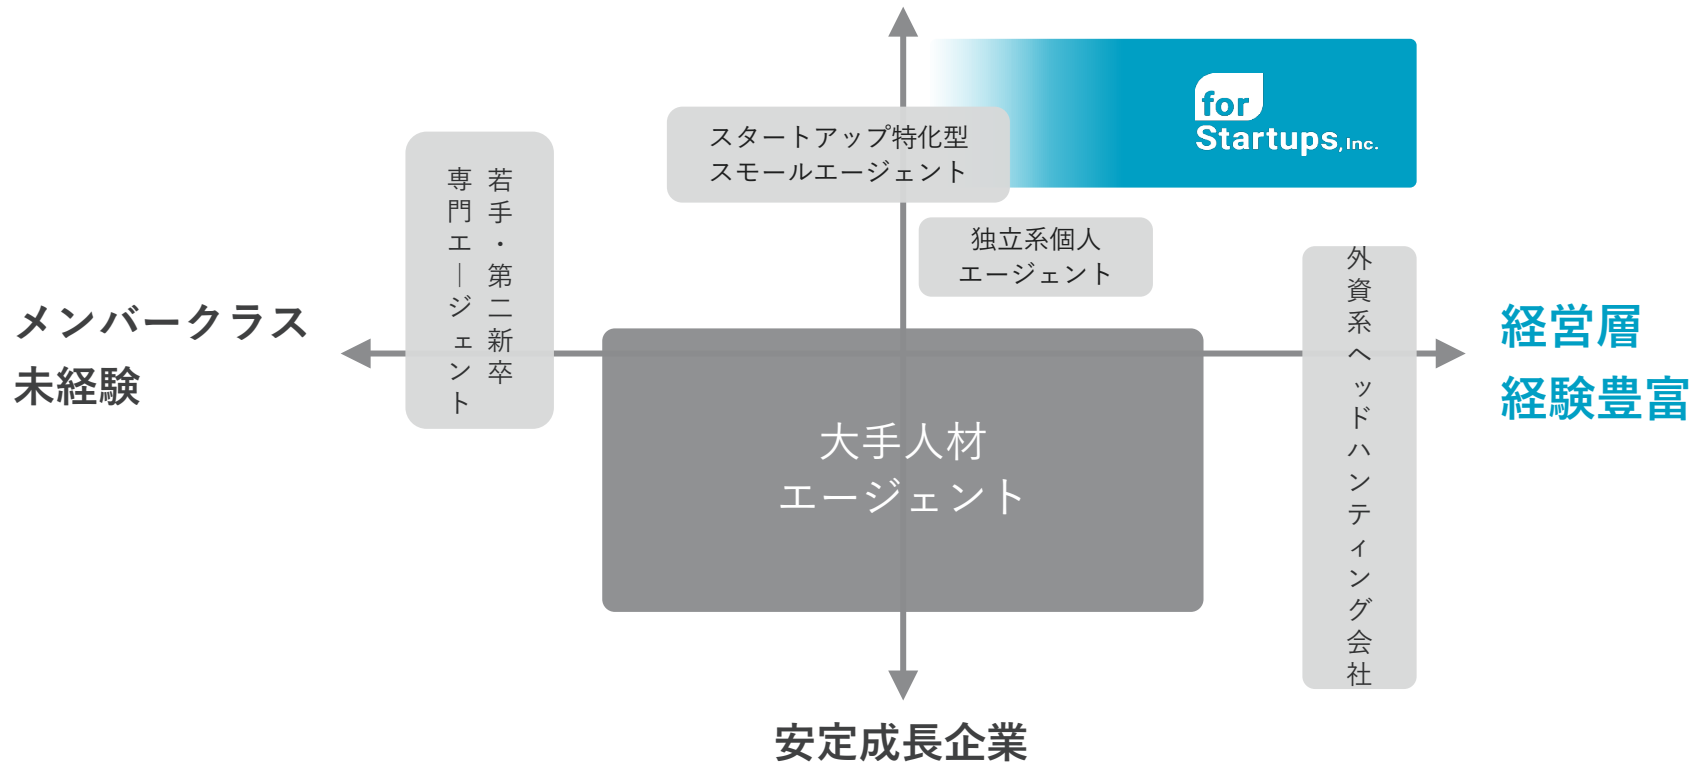 for
Startups, Inc.
スタートアップ特化型
スモールエージェント
若手・第二新卒
専門エージェント
独立系個人
エージェント
外資系ヘッドハンティング会社
メンバークラス
未経験
経営層
経験豊富
大手人材
エージェント
安定成長企業